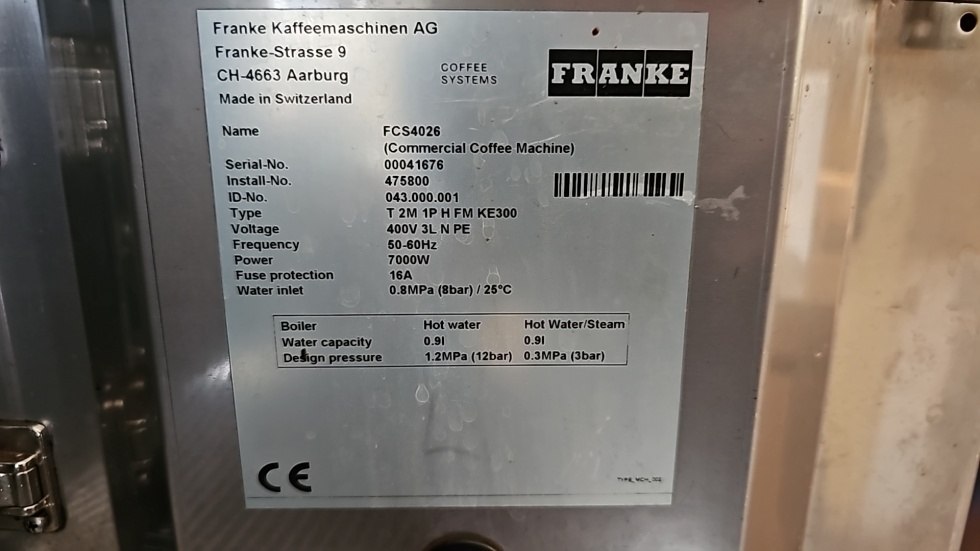 Franke Kaffeemaschinen AG
Franke-Strasse 9
CH-4663 Aarburg
Made in Switzerland
COFFEE
SYSTEMS
FRANKE
Name FCS4026
(Commercial Coffee Machine)
Serial-No. 00041676
Install-No. 475800
ID-No. 043.000.001
Type T 2M 1P H FM KE300
Voltage 400V 3L N PE
Frequency 50-60Hz
Power 7000W
Fuse protection 16A
Water inlet 0.8MPa (8bar) / 25°C
Boiler Hot water Hot Water/Steam
Water capacity 0.9l 0.9l
Design pressure 1.2MPa (12bar) 0.3MPa (3bar)
CE